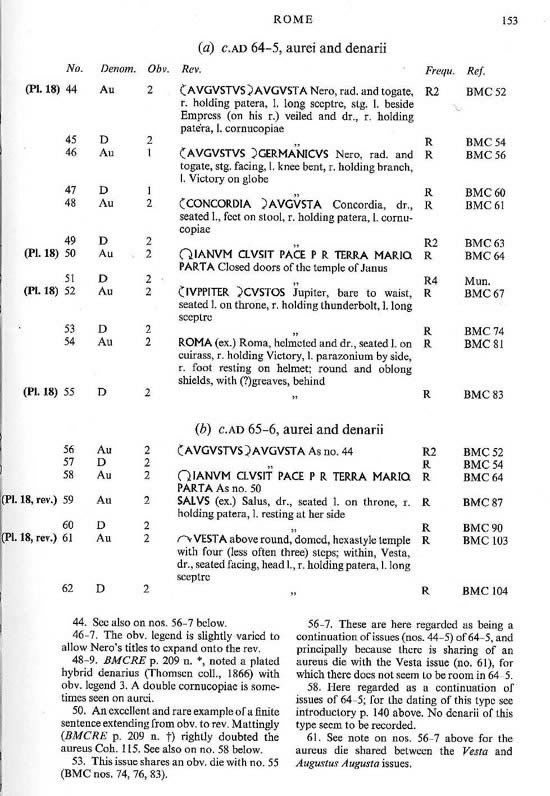 ROME 153
(a) c.AD 64-5, aurei and denarii
No. Denom. Obv. Rev. Frequ. Ref.
(Pl. 18) 44 Au 2 (AVGVSTVS)AVGVSTA Nero, rad. and togate, R2 BMC 52
r. holding patera, l. long sceptre, stg. l. beside
Empress (on his r.) veiled and dr., r. holding
patera, l. cornucopiae
45 D 2 „ R BMC 54
46 Au 1 (AVGVSTVS )GERMANICVS Nero, rad. and R BMC 56
togate, stg. facing, l. knee bent, r. holding branch,
l. Victory on globe
47 D 1 „ R BMC 60
48 Au 2 (CONCORDIA )AVGVSTA Concordia, dr., R BMC 61
seated l., feet on stool, r. holding patera, l. cornu-
copiae
49 D 2 „ R2 BMC 63
(Pl. 18) 50 Au 2 IANVM CLVSIT PACE P R TERRA MARIQ R BMC 64
PARTA Closed doors of the temple of Janus
51 D 2 „ R4 Mun.
(Pl. 18) 52 Au 2 (IVPPITER )CVSTOS Jupiter, bare to waist, R BMC 67
seated l. on throne, r. holding thunderbolt, l. long
sceptre
53 D 2 „ R BMC 74
54 Au 2 ROMA (ex.) Roma, helmeted and dr., seated l. on R BMC 81
cuirass, r. holding Victory, l. parazonium by side,
r. foot resting on helmet; round and oblong
shields, with (?)greaves, behind
(Pl. 18) 55 D 2 „ R BMC 83
(b) c.AD 65-6, aurei and denarii
56 Au 2 (AVGVSTVS)AVGVSTA As no. 44 R2 BMC 52
57 D 2 „ R BMC 54
58 Au 2 IANVM CLVSIT PACE P R TERRA MARIQ R BMC 64
PARTA As no. 50
(Pl. 18, rev.) 59 Au 2 SALVS (ex.) Salus, dr., seated l. on throne, r. R BMC 87
holding patera, l. resting at her side
60 D 2 „ R BMC 90
(Pl. 18, rev.) 61 Au 2 VESTA above round, domed, hexastyle temple R BMC 103
with four (less often three) steps; within, Vesta,
dr., seated facing, head l., r. holding patera, l. long
sceptre
62 D 2 „ R BMC 104
44. See also on nos. 56-7 below.
46-7. The obv. legend is slightly varied to
allow Nero's titles to expand onto the rev.
48-9. BMCRE p. 209 n. *, noted a plated
hybrid denarius (Thomsen coll., 1866) with
obv. legend 3. A double cornucopiae is some-
times seen on aurei.
50. An excellent and rare example of a finite
sentence extending from obv. to rev. Mattingly
(BMCRE p. 209 n. †) rightly doubted the
aureus Coh. 115. See also on no. 58 below.
53. This issue shares an obv. die with no. 55
(BMC nos. 74, 76, 83).
56-7. These are here regarded as being a
continuation of issues (nos. 44-5) of 64-5, and
principally because there is sharing of an
aureus die with the Vesta issue (no. 61), for
which there does not seem to be room in 64-5.
58. Here regarded as a continuation of
issues of 64-5; for the dating of this type see
introductory p. 140 above. No denarii of this
type seem to be recorded.
61. See note on nos. 56-7 above for the
aureus die shared between the Vesta and
Augustus Augusta issues.